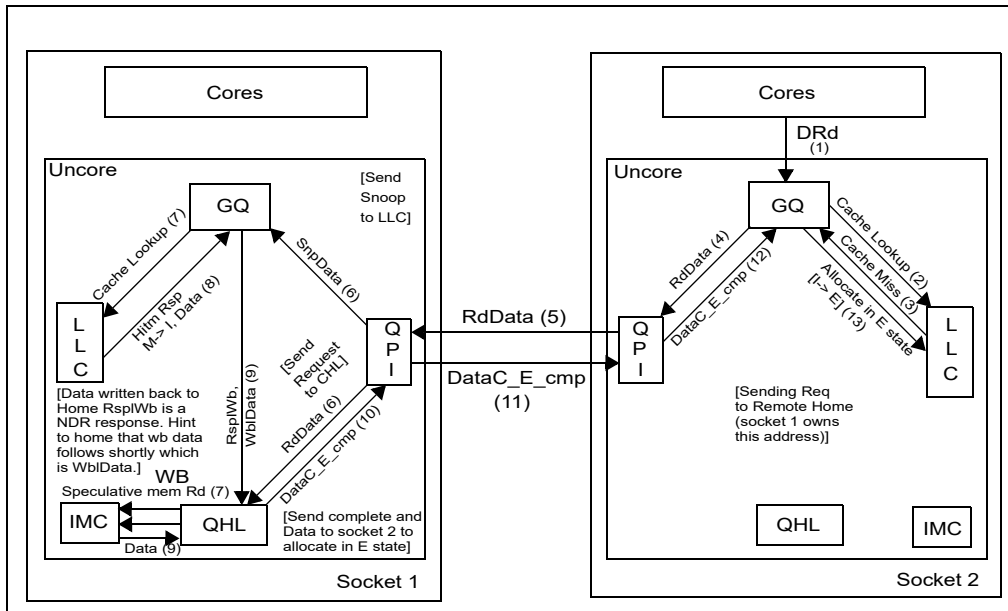 Cores
Uncore
GQ
[Send
Snoop
to LLC]
Cache Lookup (7)
Hitm Rsp
M-> I, Data (8)
SnpData (6)
L
L
C
Q
P
I
[Send
Request
to CHL]
RspIWb,
WbIData (9)
RdData (6)
DataC_E_cmp (10)
[Data written back to
Home RspIWb is a
NDR response. Hint
to home that wb data
follows shortly which
is WbIData.]
WB
Speculative mem Rd (7)
IMC
QHL
Data (9)
[Send complete and
Data to socket 2 to
allocate in E state]
Socket 1
RdData (5)
DataC_E_cmp
(11)
Cores
DRd
(1)
Uncore
GQ
Cache Lookup (2)
Cache Miss (3)
Allocate in E state
[I-> E] (13)
RdData (4)
DataC_E_cmp (12)
Q
P
I
L
L
C
[Sending Req
to Remote Home
(socket 1 owns
this address)]
QHL
IMC
Socket 2